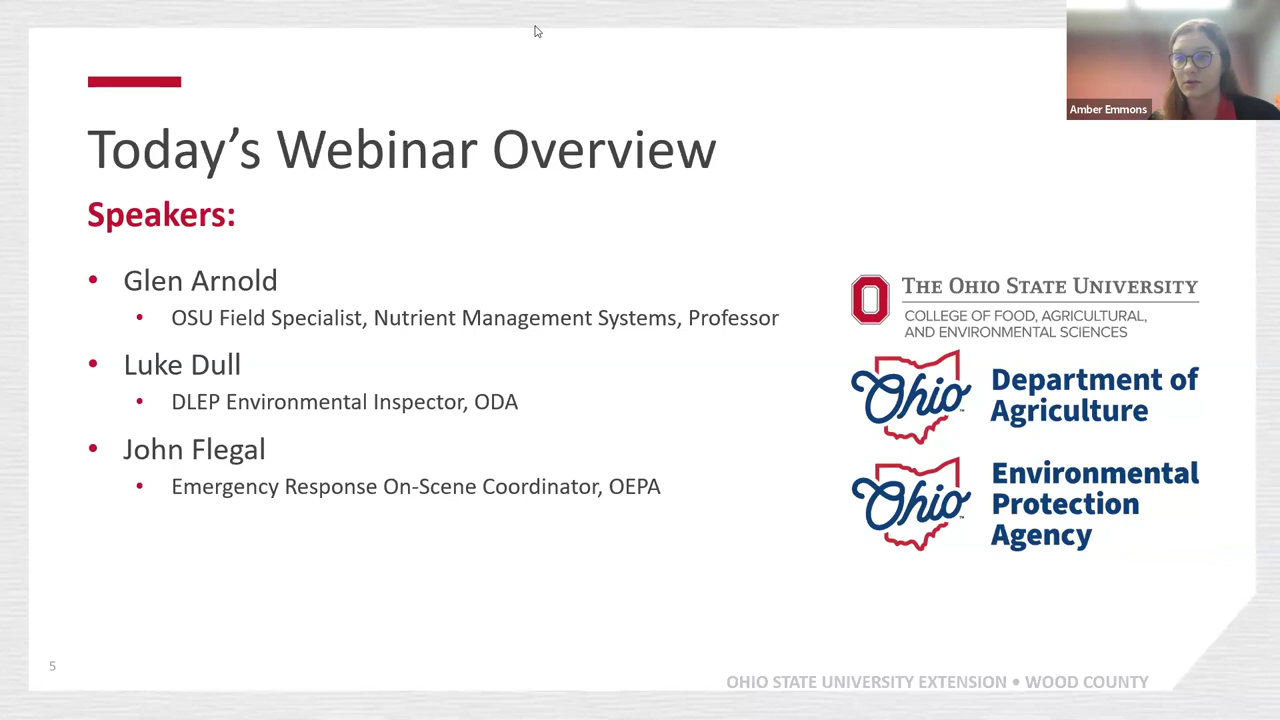 Today's Webinar Overview
Speakers:
• Glen Arnold
• OSU Field Specialist, Nutrient Management Systems, Professor
• Luke Dull
• DLEP Environmental Inspector, ODA
• John Flegal
• Emergency Response On-Scene Coordinator, OEPA
Amber Emmons
THE OHIO STATE UNIVERSITY
COLLEGE OF FOOD, AGRICULTURAL,
AND ENVIRONMENTAL SCIENCES
Ohio™
Department of
Agriculture
Ohio™
Environmental
Protection
Agency
5
OHIO STATE UNIVERSITY EXTENSION • WOOD COUNTY